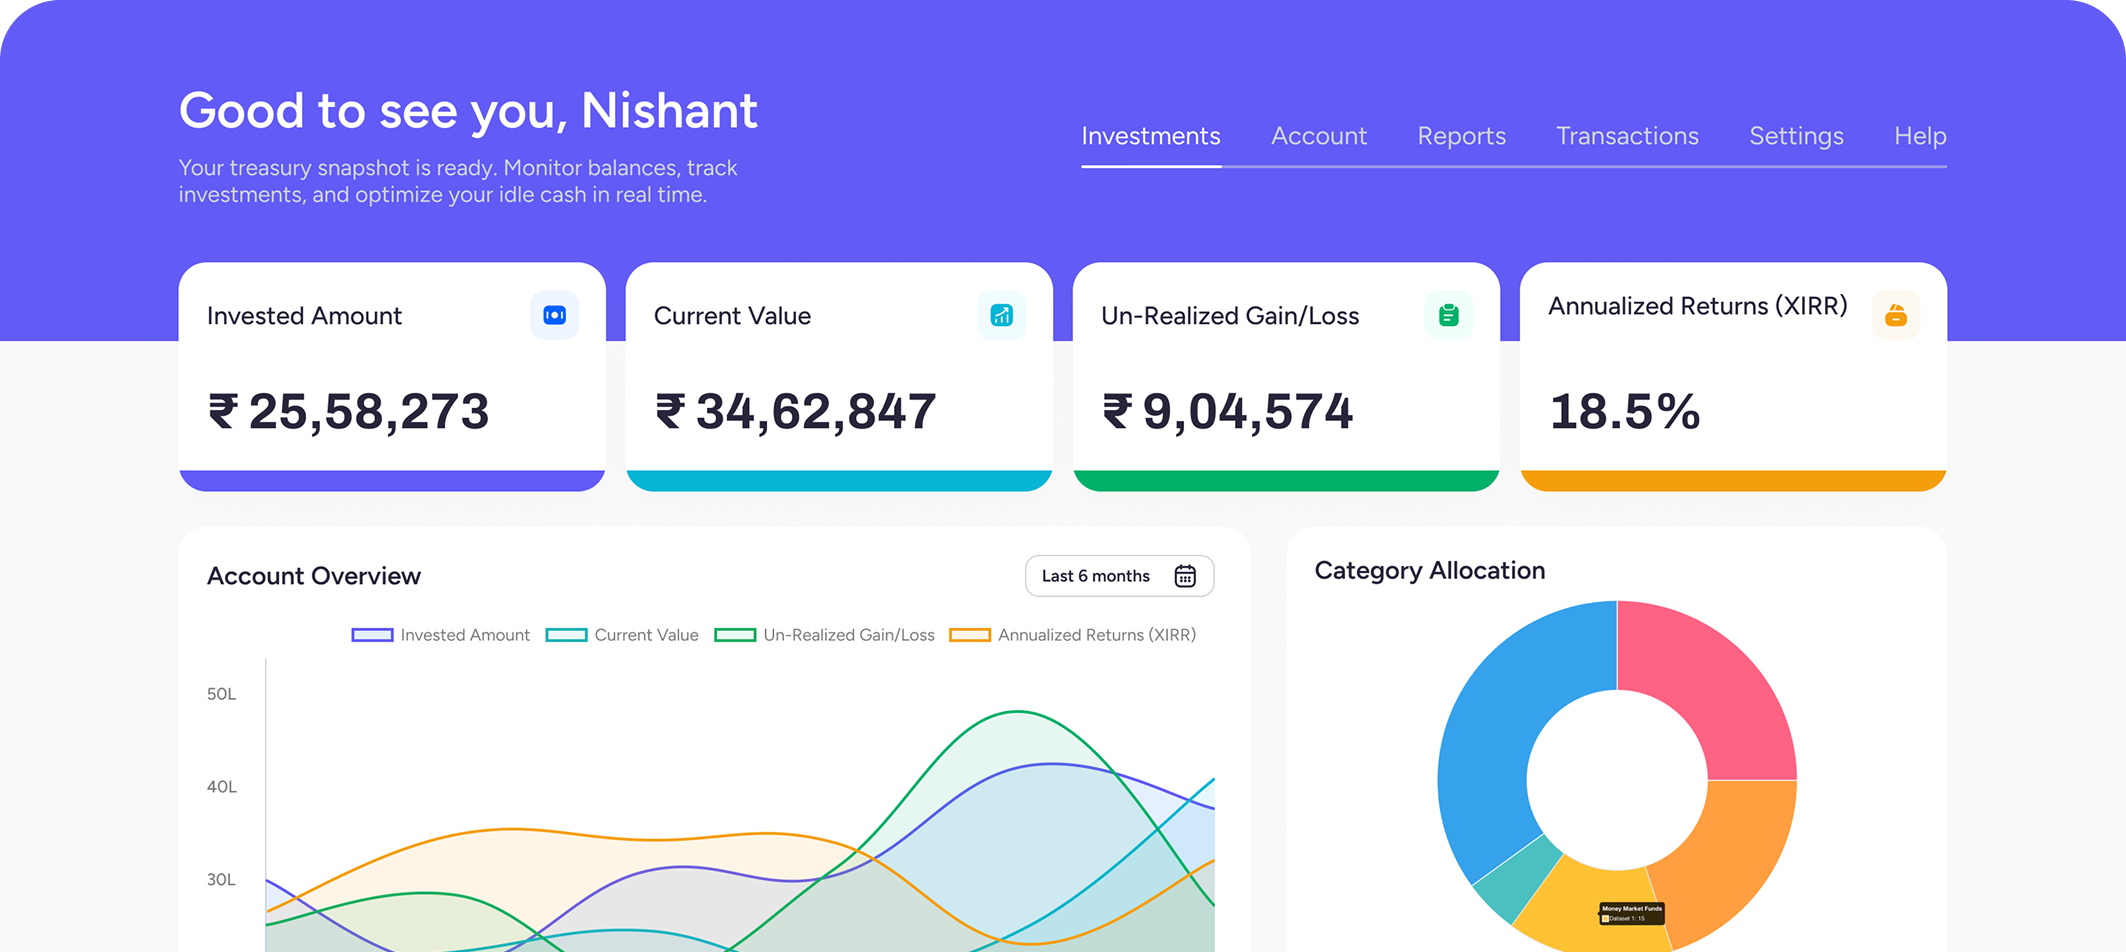 Good to see you, Nishant
Your treasury snapshot is ready. Monitor balances, track
investments, and optimize your idle cash in real time.
Investments Account Reports Transactions Settings Help
Invested Amount
₹ 25,58,273
Current Value
₹ 34,62,847
Un-Realized Gain/Loss
₹ 9,04,574
Annualized Returns (XIRR)
18.5%
Account Overview
Last 6 months
Invested Amount Current Value Un-Realized Gain/Loss Annualized Returns (XIRR)
50L
40L
30L
Category Allocation
Money Market Funds
Dataset 1: 15